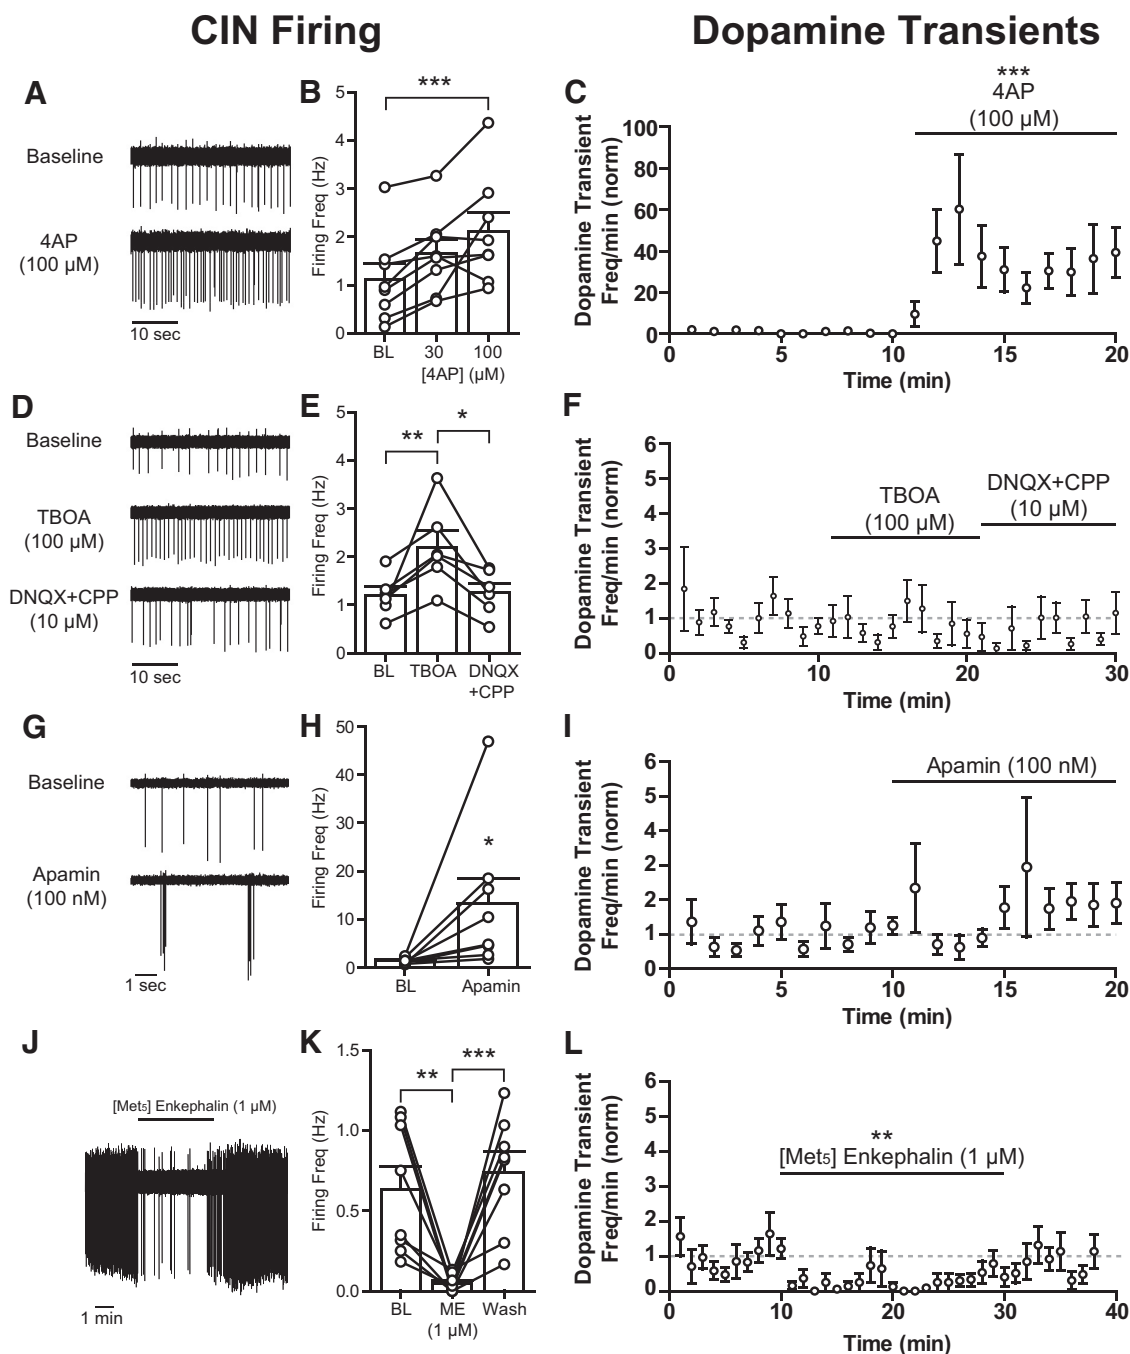 CIN Firing
Dopamine Transients
A
Baseline
4AP
(100 µM)
10 sec
B
Firing Freq (Hz)
5
4
3
2
1
0
***
BL
30
100
[4AP] (µM)
C
Dopamine Transient
Freq/min (norm)
100
80
60
40
20
0
***
4AP
(100 µM)
0
5
10
15
20
Time (min)
D
Baseline
TBOA
(100 µM)
DNQX+CPP
(10 µM)
10 sec
E
Firing Freq (Hz)
5
4
3
2
1
0
**
*
BL
TBOA
DNQX
+CPP
F
Dopamine Transient
Freq/min (norm)
6
5
4
3
2
1
0
TBOA
(100 µM)
DNQX+CPP
(10 µM)
0
10
20
30
Time (min)
G
Baseline
Apamin
(100 nM)
1 sec
H
Firing Freq (Hz)
50
40
30
20
10
0
*
BL
Apamin
I
Dopamine Transient
Freq/min (norm)
6
5
4
2
2
1
0
Apamin (100 nM)
0
5
10
15
20
Time (min)
J
[Met5] Enkephalin (1 µM)
1 min
K
Firing Freq (Hz)
1.5
1.0
0.5
0.0
**
***
BL
ME
Wash
(1 µM)
L
Dopamine Transient
Freq/min (norm)
6
5
4
3
2
1
0
**
[Met5] Enkephalin (1 µM)
0
10
20
30
40
Time (min)